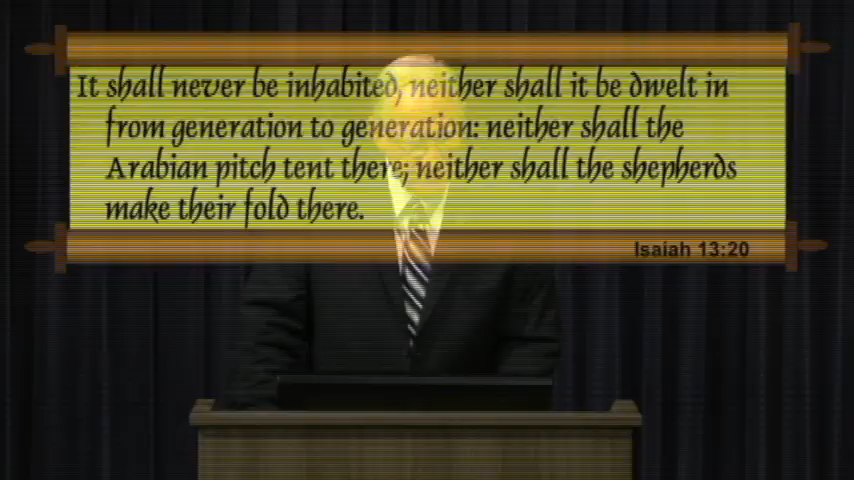 It shall never be inhabited, neither shall it be dwelt in
from generation to generation: neither shall the
Arabian pitch tent there; neither shall the shepherds
make their fold there.
Isaiah 13:20